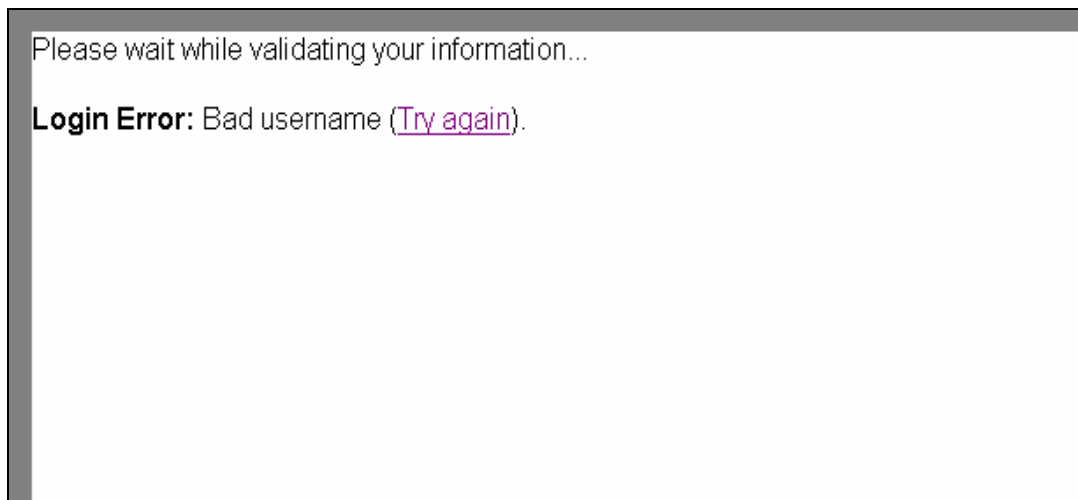 Please wait while validating your information...
Login Error: Bad username (Try again).